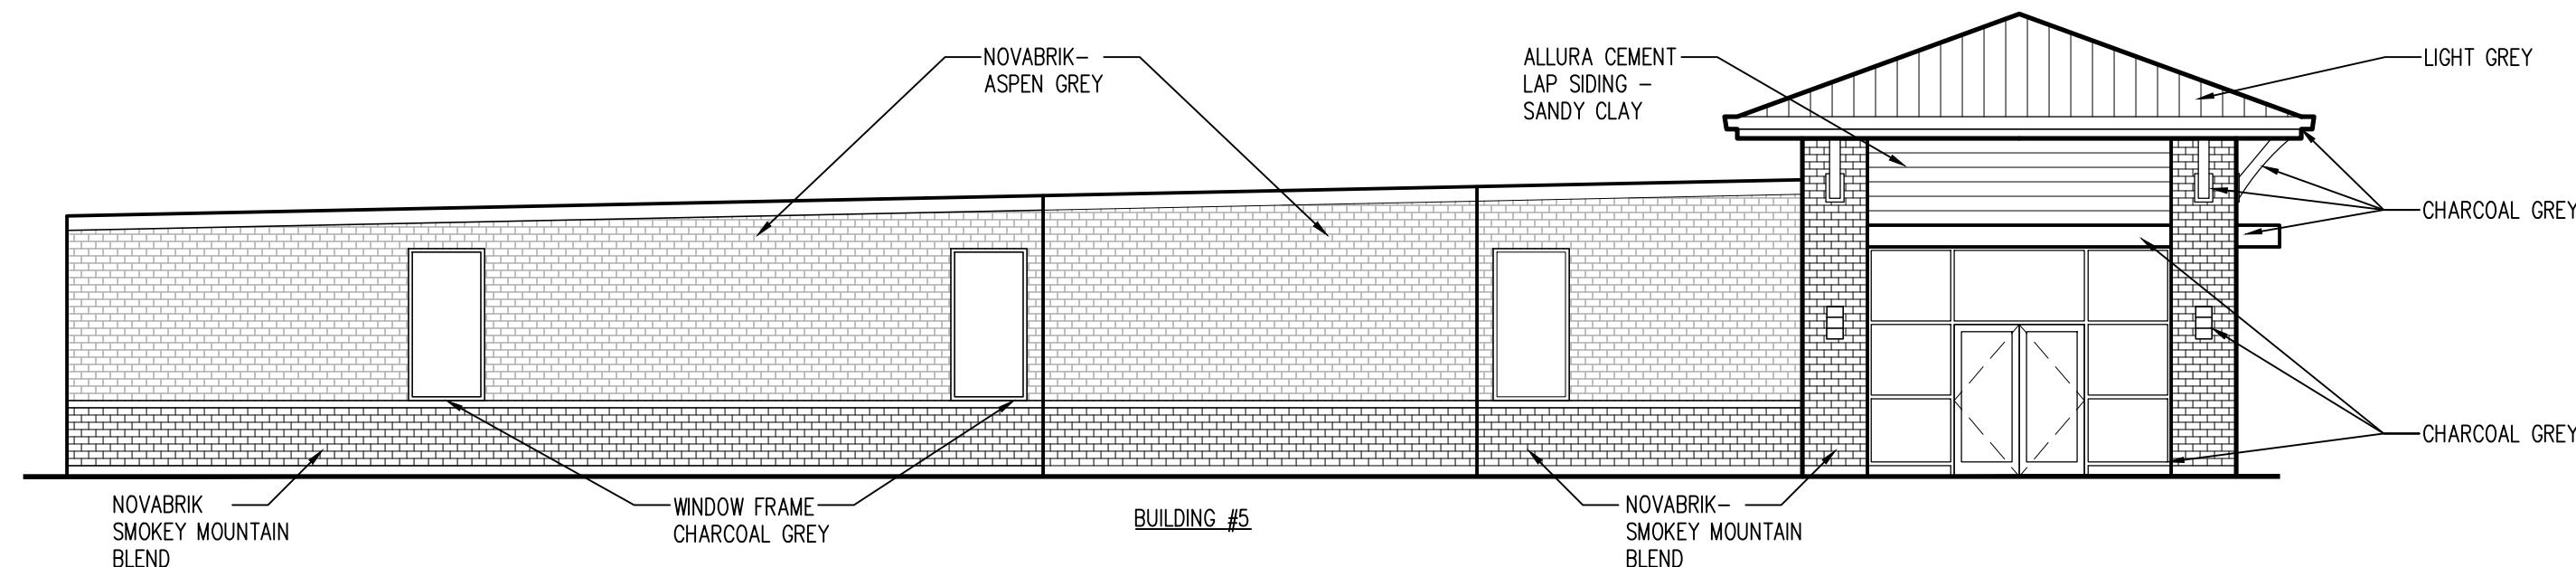 NOVABRIK–
ASPEN GREY
ALLURA CEMENT
LAP SIDING –
SANDY CLAY
LIGHT GREY
CHARCOAL GREY
CHARCOAL GREY
NOVABRIK
SMOKEY MOUNTAIN
BLEND
WINDOW FRAME
CHARCOAL GREY
BUILDING #5
NOVABRIK–
SMOKEY MOUNTAIN
BLEND